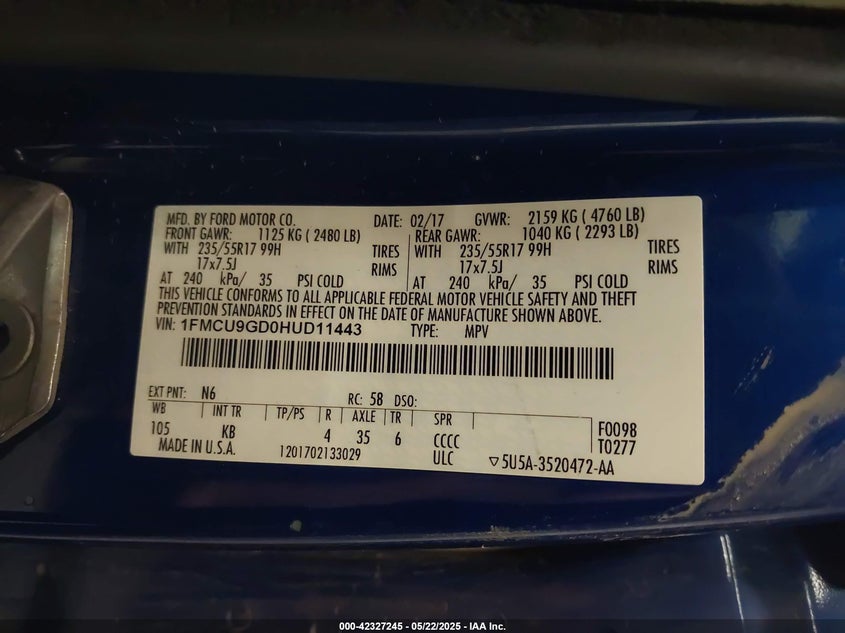 MFD. BY FORD MOTOR CO. DATE: 02/17 GVWR: 2159 KG ( 4760 LB)
FRONT GAWR: 1125 KG ( 2480 LB) REAR GAWR: 1040 KG ( 2293 LB)
WITH 235/55R17 99H TIRES WITH 235/55R17 99H TIRES
17x7.5J RIMS 17x7.5J RIMS
AT 240 kPa/ 35 PSI COLD AT 240 kPa/ 35 PSI COLD
THIS VEHICLE CONFORMS TO ALL APPLICABLE FEDERAL MOTOR VEHICLE SAFETY AND THEFT
PREVENTION STANDARDS IN EFFECT ON THE DATE OF MANUFACTURE SHOWN ABOVE.
VIN: 1FMCU9GD0HUD11443 TYPE: MPV
EXT PNT: N6 RC: 58 DSO:
WB INT TR TP/PS R AXLE TR SPR F0098
105 KB 4 35 6 CCCC T0277
MADE IN U.S.A. 1201702133029 ULC ▽5U5A-3520472-AA
000-42327245 - 05/22/2025 - IAA Inc.